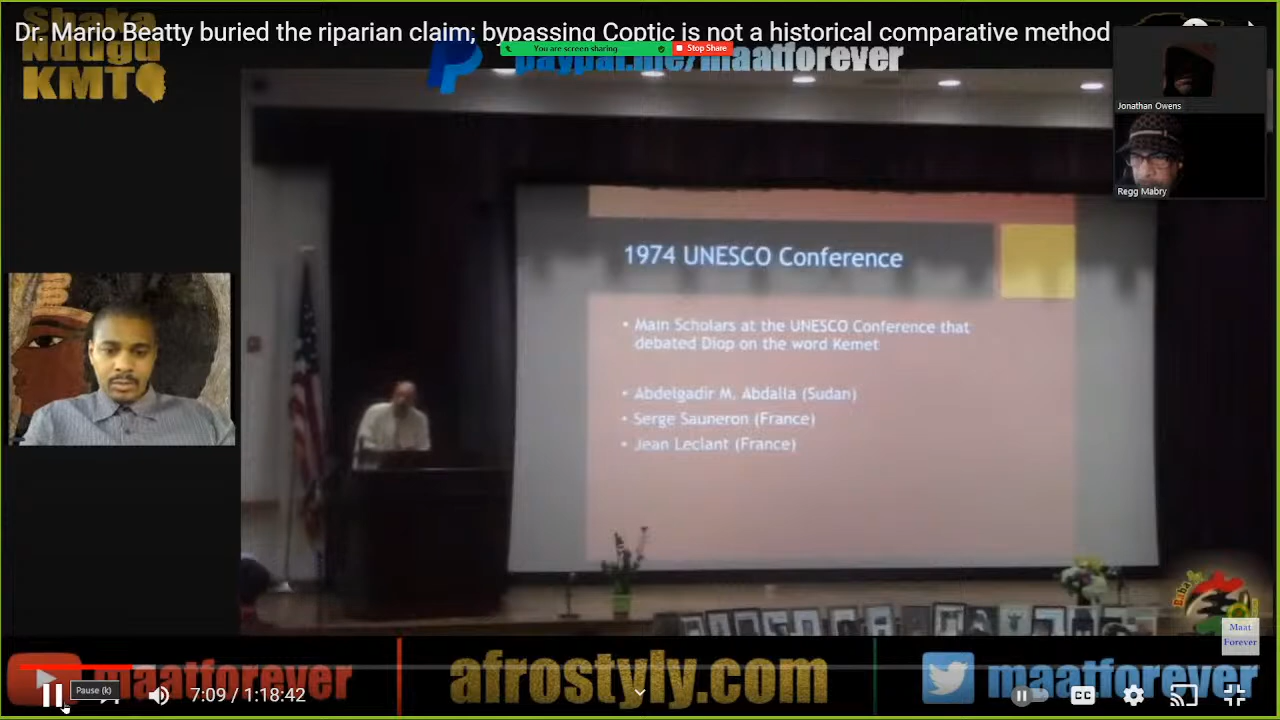 Dr. Mario Beatty buried the riparian claim; bypassing Coptic is not a historical comparative method
You are screen sharing
Stop Share
Shaka
Ndugu
KMT
paypal.me/maatforever
Jonathan Owens
Regg Mabry
1974 UNESCO Conference
• Main Scholars at the UNESCO Conference that
debated Diop on the word Kemet
• Abdelgadir M. Abdalla (Sudan)
• Serge Sauneron (France)
• Jean Leclant (France)
Maat
Forever
maatforever
afrostyly.com
maatforever
Pause (k)
7:09 / 1:18:42
CC